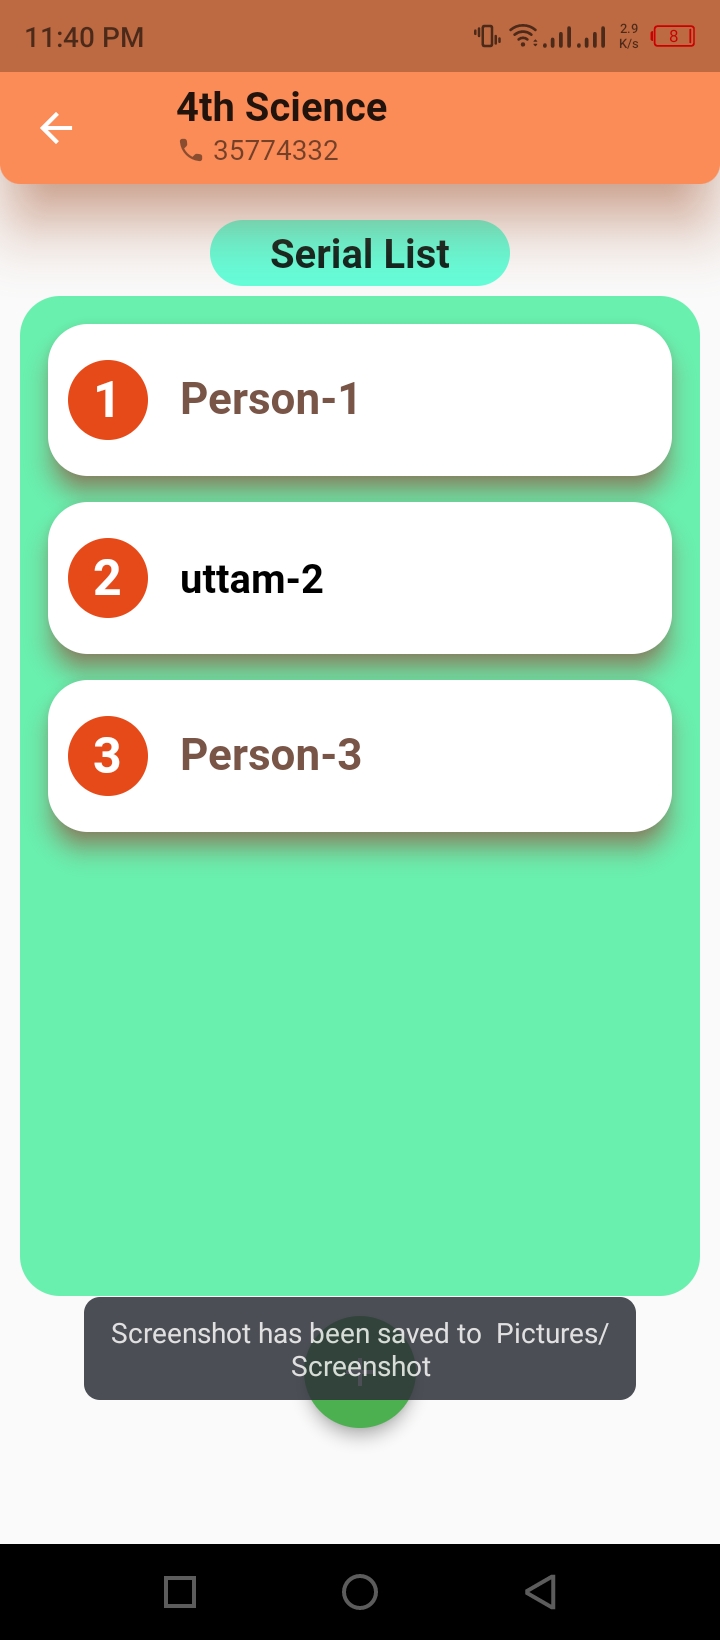 11:40 PM
2.9
K/s
8
4th Science
35774332
Serial List
1
Person-1
2
uttam-2
3
Person-3
Screenshot has been saved to Pictures/
Screenshot